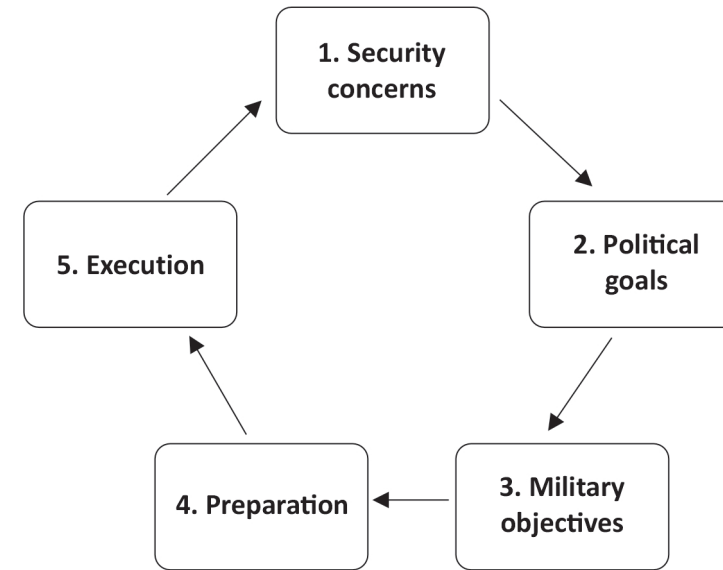 1. Security
concerns
2. Political
goals
3. Military
objectives
4. Preparation
5. Execution